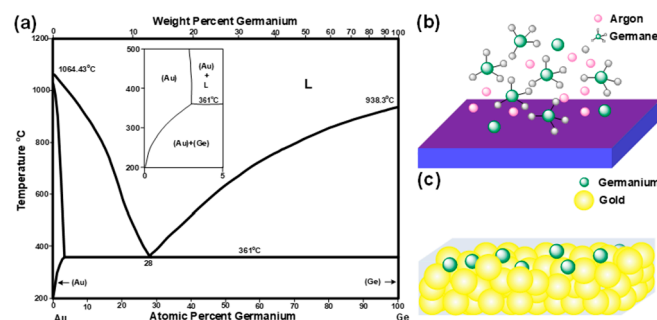 (a)
Weight Percent Germanium
0 10 20 30 40 50 60 70 80 90 100
1200
1000
800
600
400
200
Temperature °C
1064.43°C
938.3°C
L
361°C
28
(Au)
(Ge)
500
400
300
200
(Au)
(Au)
+
L
361°C
(Au)+(Ge)
0 5
0 10 20 30 40 50 60 70 80 90 100
Au Atomic Percent Germanium Ge
(b)
Argon
Germane
(c)
Germanium
Gold